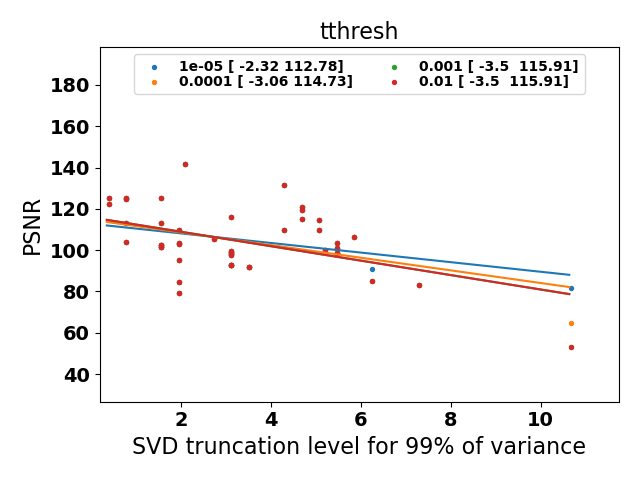 tthresh
1e-05 [ -2.32 112.78]
0.0001 [ -3.06 114.73]
0.001 [ -3.5  115.91]
0.01 [ -3.5  115.91]
PSNR
180
160
140
120
100
80
60
40
2 4 6 8 10
SVD truncation level for 99% of variance